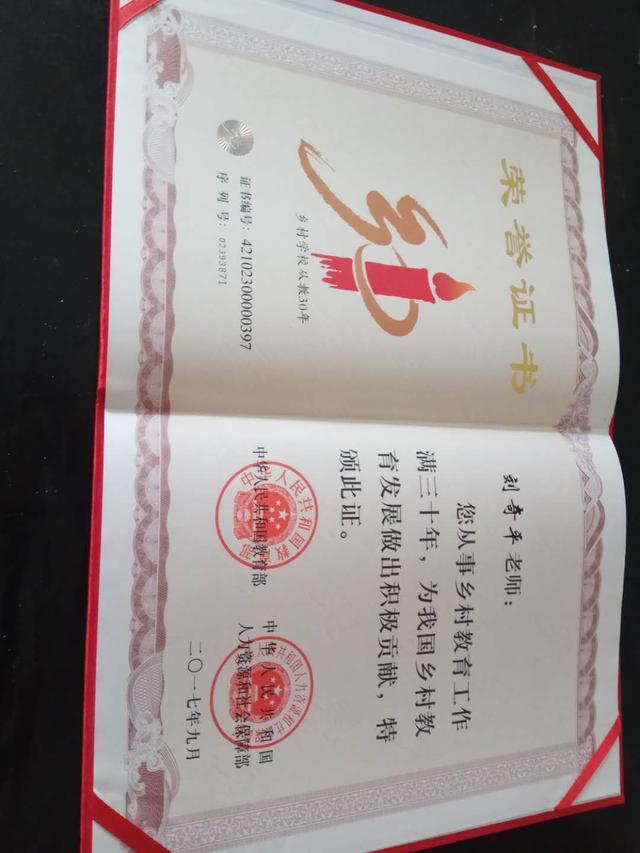 荣誉证书
乡村学校从教30年
证书编号：42102300000397
序列号：02393871
刘奇平老师：
您从事乡村教育工作
满三十年，为我国乡村教
育发展做出积极贡献，特
颁此证。
中华人民共和国教育部
中华人民共和国
人力资源和社会保障部
二〇一七年九月